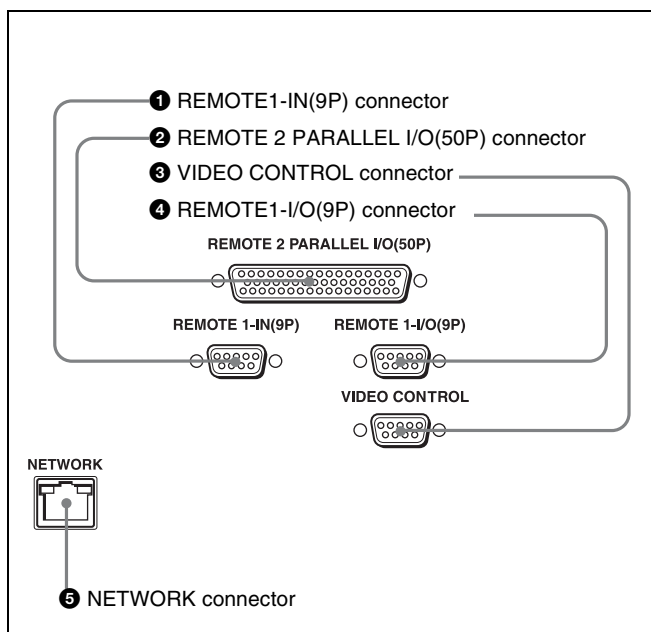 ❶ REMOTE1-IN(9P) connector
❷ REMOTE 2 PARALLEL I/O(50P) connector
❸ VIDEO CONTROL connector
❹ REMOTE1-I/O(9P) connector
REMOTE 2 PARALLEL I/O(50P)
REMOTE 1-IN(9P) REMOTE 1-I/O(9P)
VIDEO CONTROL
NETWORK
❺ NETWORK connector